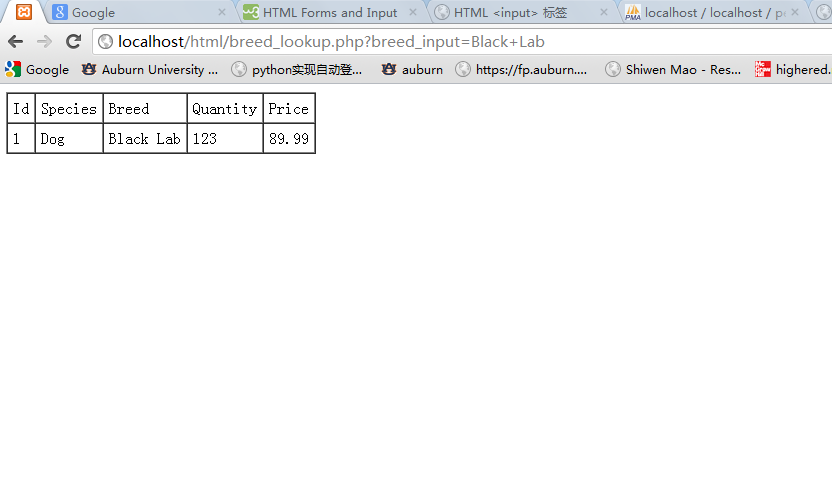 Google HTML Forms and Input HTML <input> 标签 localhost / localhost / p
localhost/html/breed_lookup.php?breed_input=Black+Lab
Google Auburn University ... python实现自动登... auburn https://fp.auburn.... Shiwen Mao - Res... highered.
Id Species Breed Quantity Price
1 Dog Black Lab 123 89.99